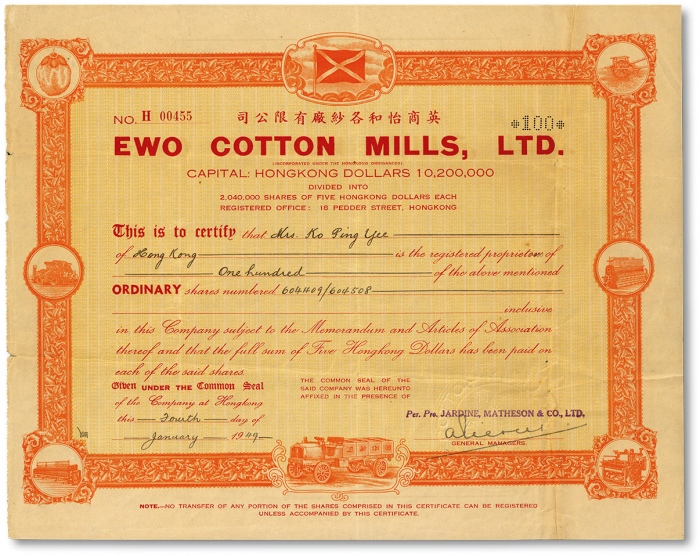 NO. H 00455
司公限有廠紗各和怡商英
*100*
EWO COTTON MILLS, LTD.
(INCORPORATED UNDER THE HONGKONG ORDINANCES)
CAPITAL: HONGKONG DOLLARS 10,200,000
DIVIDED INTO
2,040,000 SHARES OF FIVE HONGKONG DOLLARS EACH
REGISTERED OFFICE: 18 PEDDER STREET, HONGKONG
This is to certify that Mrs. Ko Ping Yee
of Hong Kong is the registered proprietor of
One hundred of the above mentioned
ORDINARY shares numbered 604409/604508
inclusive
in this Company subject to the Memorandum and Articles of Association
thereof and that the full sum of Five Hongkong Dollars has been paid on
each of the said shares
Given UNDER THE Common Seal
of the Company at Hongkong
this Fourth day of
January 1949
THE COMMON SEAL OF THE
SAID COMPANY WAS HEREUNTO
AFFIXED IN THE PRESENCE OF
Per. Pro. JARDINE, MATHESON & CO., LTD,
GENERAL MANAGERS.
NOTE.—NO TRANSFER OF ANY PORTION OF THE SHARES COMPRISED IN THIS CERTIFICATE CAN BE REGISTERED
UNLESS ACCOMPANIED BY THIS CERTIFICATE.